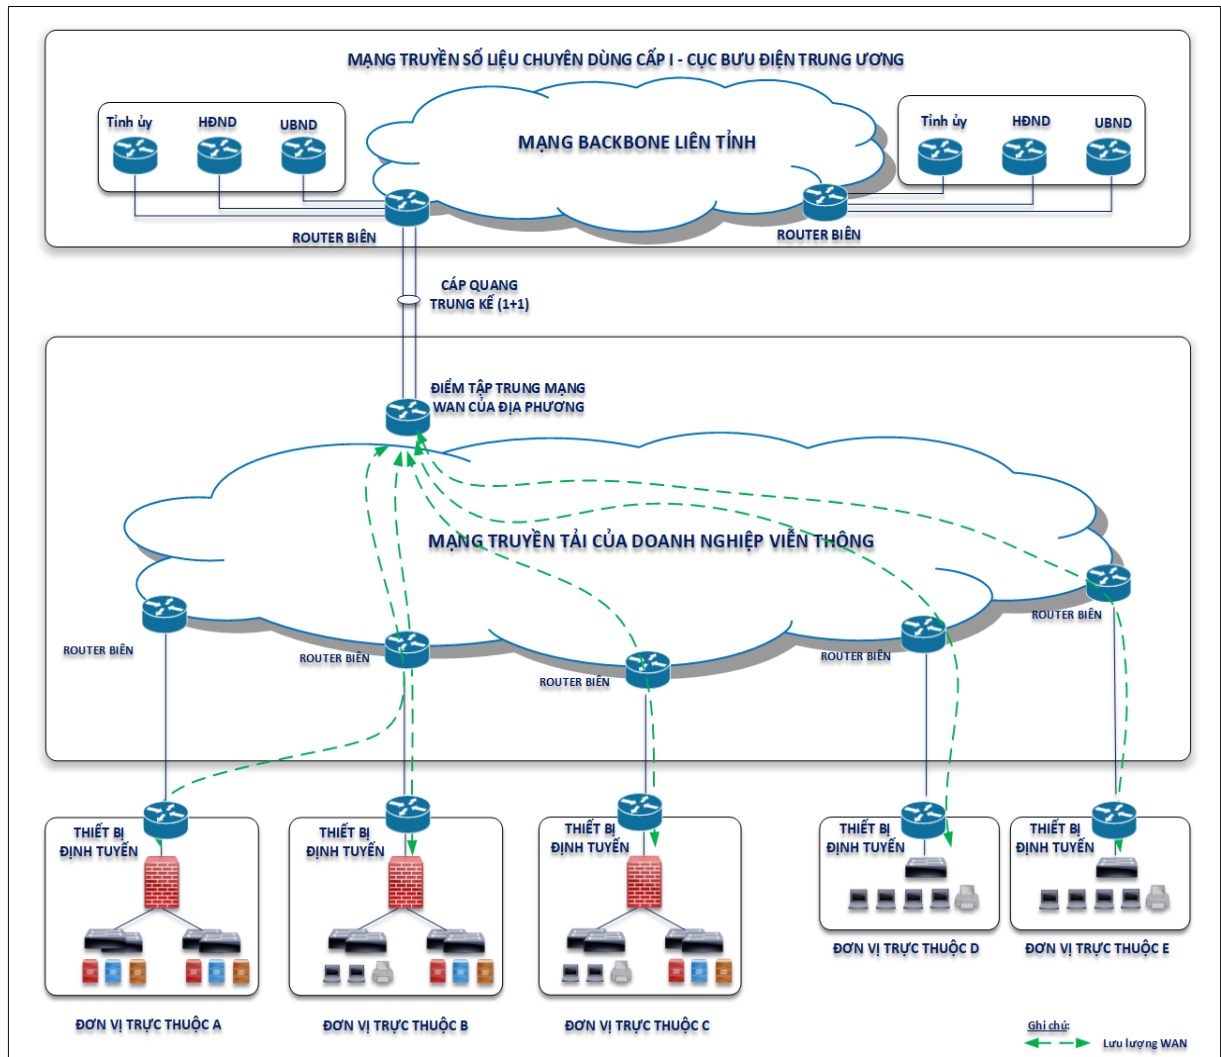 MẠNG TRUYỀN SỐ LIỆU CHUYÊN DÙNG CẤP I - CỤC BƯU ĐIỆN TRUNG ƯƠNG
Tỉnh ủy
HĐND
UBND
MẠNG BACKBONE LIÊN TỈNH
Tỉnh ủy
HĐND
UBND
ROUTER BIÊN
ROUTER BIÊN
CÁP QUANG
TRUNG KẾ (1+1)
ĐIỂM TẬP TRUNG MẠNG
WAN CỦA ĐỊA PHƯƠNG
MẠNG TRUYỀN TẢI CỦA DOANH NGHIỆP VIỄN THÔNG
ROUTER BIÊN
ROUTER BIÊN
ROUTER BIÊN
ROUTER BIÊN
ROUTER BIÊN
THIẾT BỊ
ĐỊNH TUYẾN
THIẾT BỊ
ĐỊNH TUYẾN
THIẾT BỊ
ĐỊNH TUYẾN
THIẾT BỊ
ĐỊNH TUYẾN
THIẾT BỊ
ĐỊNH TUYẾN
ĐƠN VỊ TRỰC THUỘC A
ĐƠN VỊ TRỰC THUỘC B
ĐƠN VỊ TRỰC THUỘC C
ĐƠN VỊ TRỰC THUỘC D
ĐƠN VỊ TRỰC THUỘC E
Ghi chú:
Lưu lượng WAN